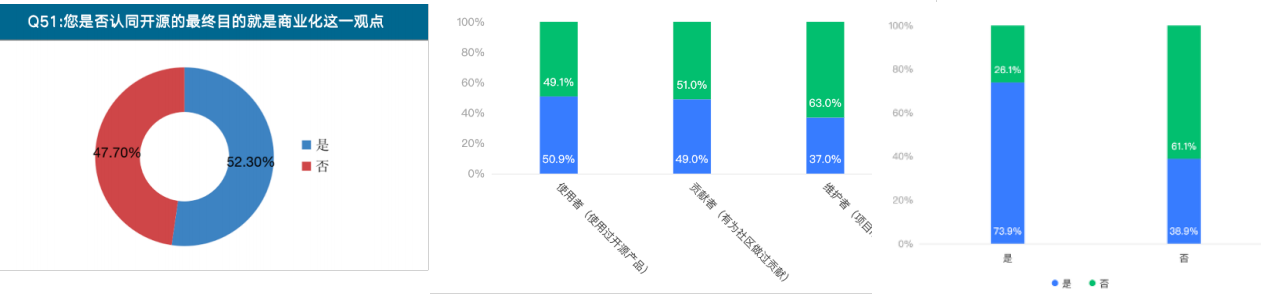 Q51:您是否认同开源的最终目的就是商业化这一观点
47.70%
52.30%
是
否
100%
80%
60%
40%
20%
0%
49.1%
50.9%
51.0%
49.0%
63.0%
37.0%
使用者（使用过开源产品）
贡献者（有为社区做过贡献）
维护者（项目
100%
80%
60%
40%
20%
0%
26.1%
73.9%
61.1%
38.9%
是
否
是
否